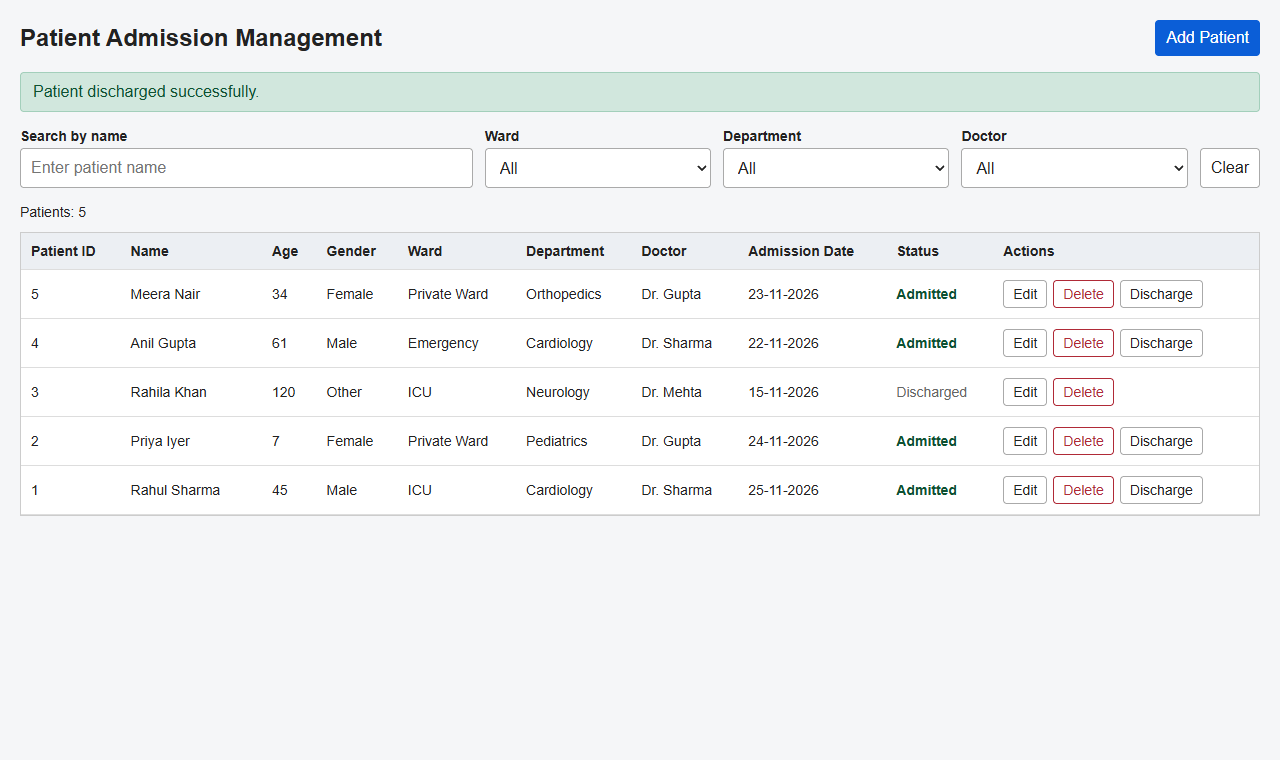 Patient Admission Management
Add Patient
Patient discharged successfully.
Search by name Ward Department Doctor
Enter patient name All All All Clear
Patients: 5
Patient ID Name Age Gender Ward Department Doctor Admission Date Status Actions
5 Meera Nair 34 Female Private Ward Orthopedics Dr. Gupta 23-11-2026 Admitted Edit Delete Discharge
4 Anil Gupta 61 Male Emergency Cardiology Dr. Sharma 22-11-2026 Admitted Edit Delete Discharge
3 Rahila Khan 120 Other ICU Neurology Dr. Mehta 15-11-2026 Discharged Edit Delete
2 Priya Iyer 7 Female Private Ward Pediatrics Dr. Gupta 24-11-2026 Admitted Edit Delete Discharge
1 Rahul Sharma 45 Male ICU Cardiology Dr. Sharma 25-11-2026 Admitted Edit Delete Discharge